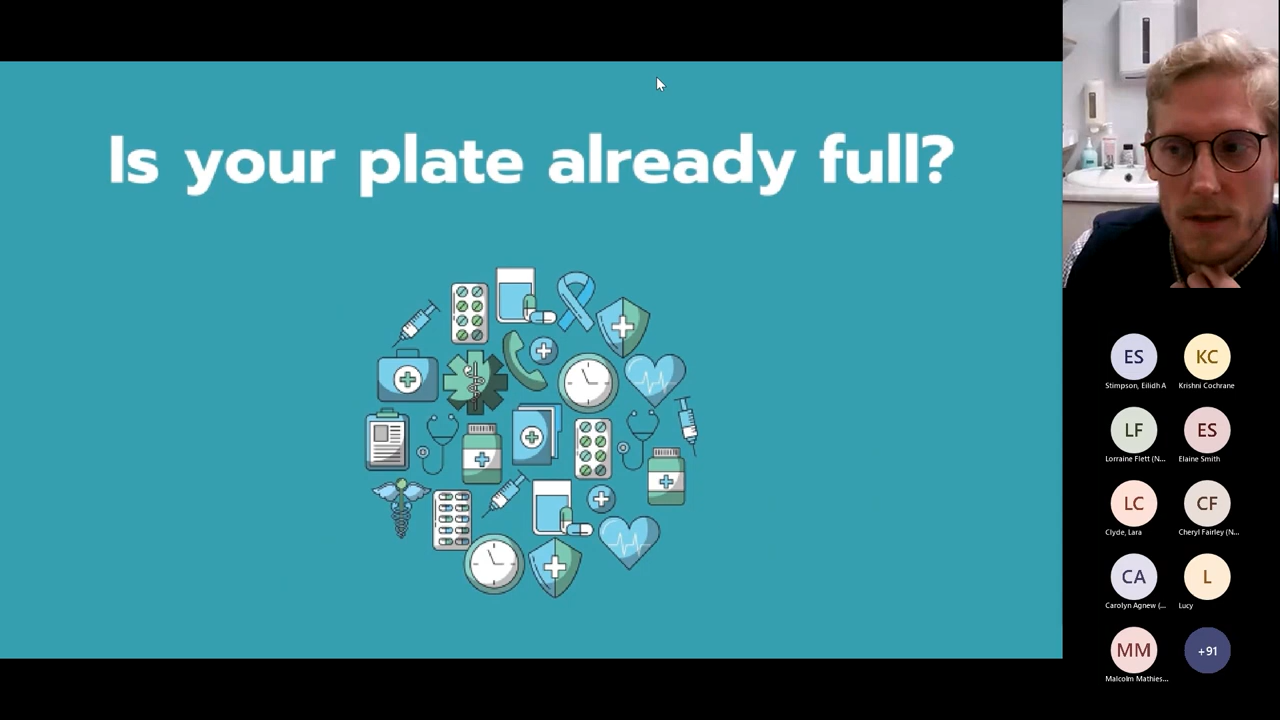 Is your plate already full?
ES
KC
Stimpson, Eilidh A
Krishni Cochrane
LF
ES
Lorraine Flett (N...
Elaine Smith
LC
CF
Clyde, Lara
Cheryl Fairley (N...
CA
L
Carolyn Agnew (...
Lucy
MM
+91
Malcolm Mathies...